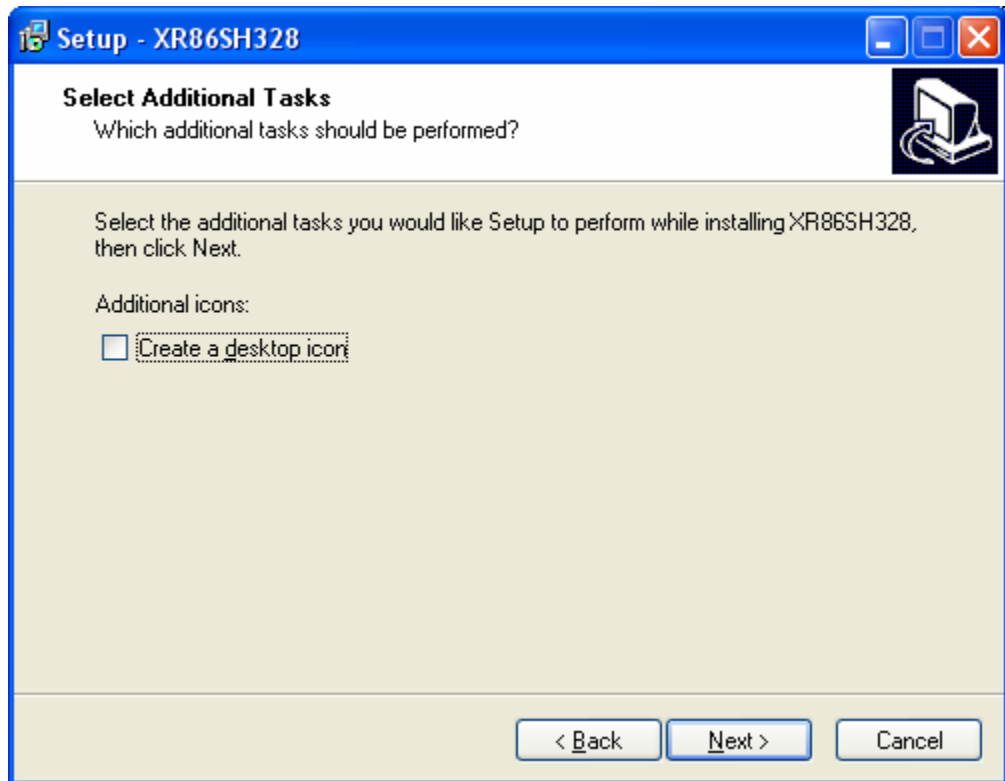 Setup - XR86SH328
Select Additional Tasks
Which additional tasks should be performed?
Select the additional tasks you would like Setup to perform while installing XR86SH328,
then click Next.
Additional icons:
Create a desktop icon
< Back
Next >
Cancel